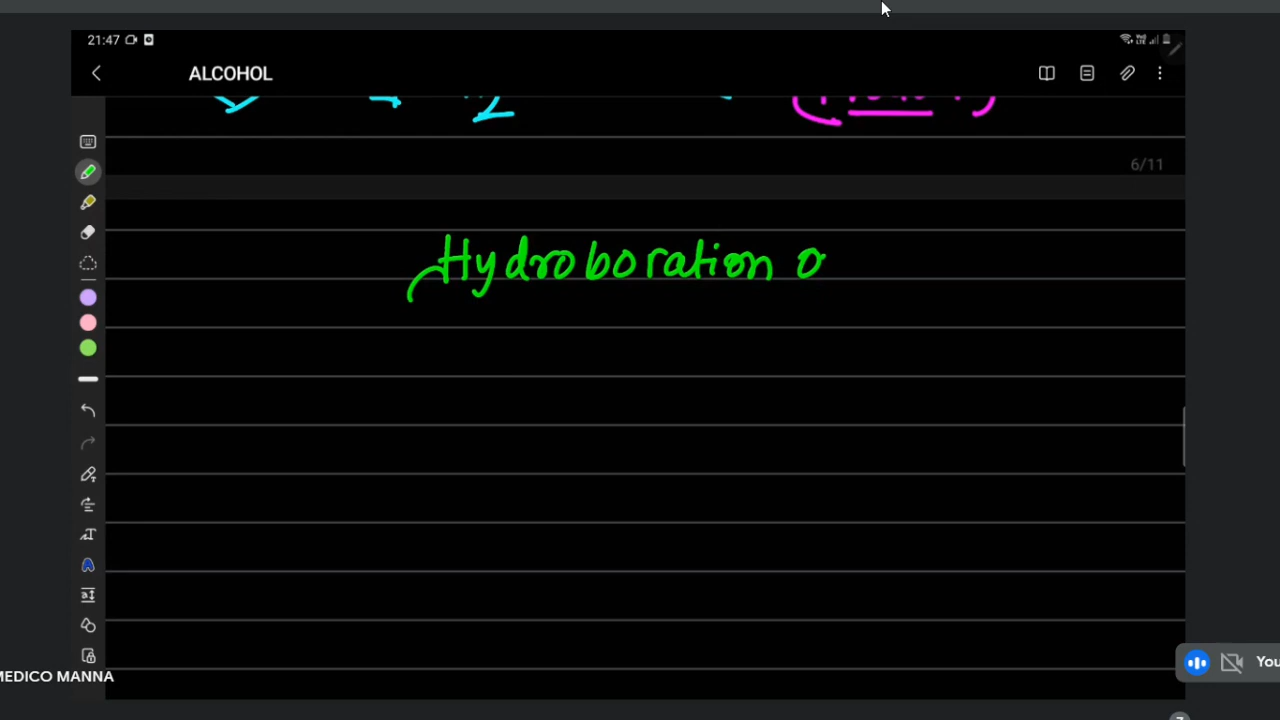 21:47
ALCOHOL
6/11
Hydroboration o
MEDICO MANNA
You